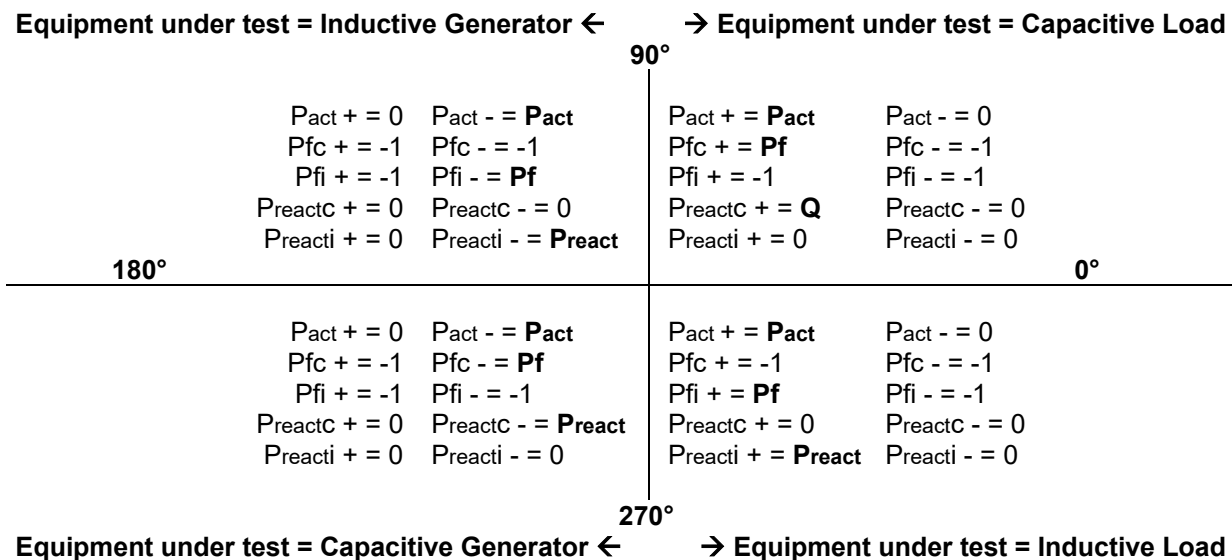 Equipment under test = Inductive Generator ← → Equipment under test = Capacitive Load
90°
Pact + = 0 Pact - = Pact Pact + = Pact Pact - = 0
Pfc + = -1 Pfc - = -1 Pfc + = Pf Pfc - = -1
Pfi + = -1 Pfi - = Pf Pfi + = -1 Pfi - = -1
Preactc + = 0 Preactc - = 0 Preactc + = Q Preactc - = 0
Preacti + = 0 Preacti - = Preact Preacti + = 0 Preacti - = 0
180° 0°
Pact + = 0 Pact - = Pact Pact + = Pact Pact - = 0
Pfc + = -1 Pfc - = Pf Pfc + = -1 Pfc - = -1
Pfi + = -1 Pfi - = -1 Pfi + = Pf Pfi - = -1
Preactc + = 0 Preactc - = Preact Preactc + = 0 Preactc - = 0
Preacti + = 0 Preacti - = 0 Preacti + = Preact Preacti - = 0
270°
Equipment under test = Capacitive Generator ← → Equipment under test = Inductive Load